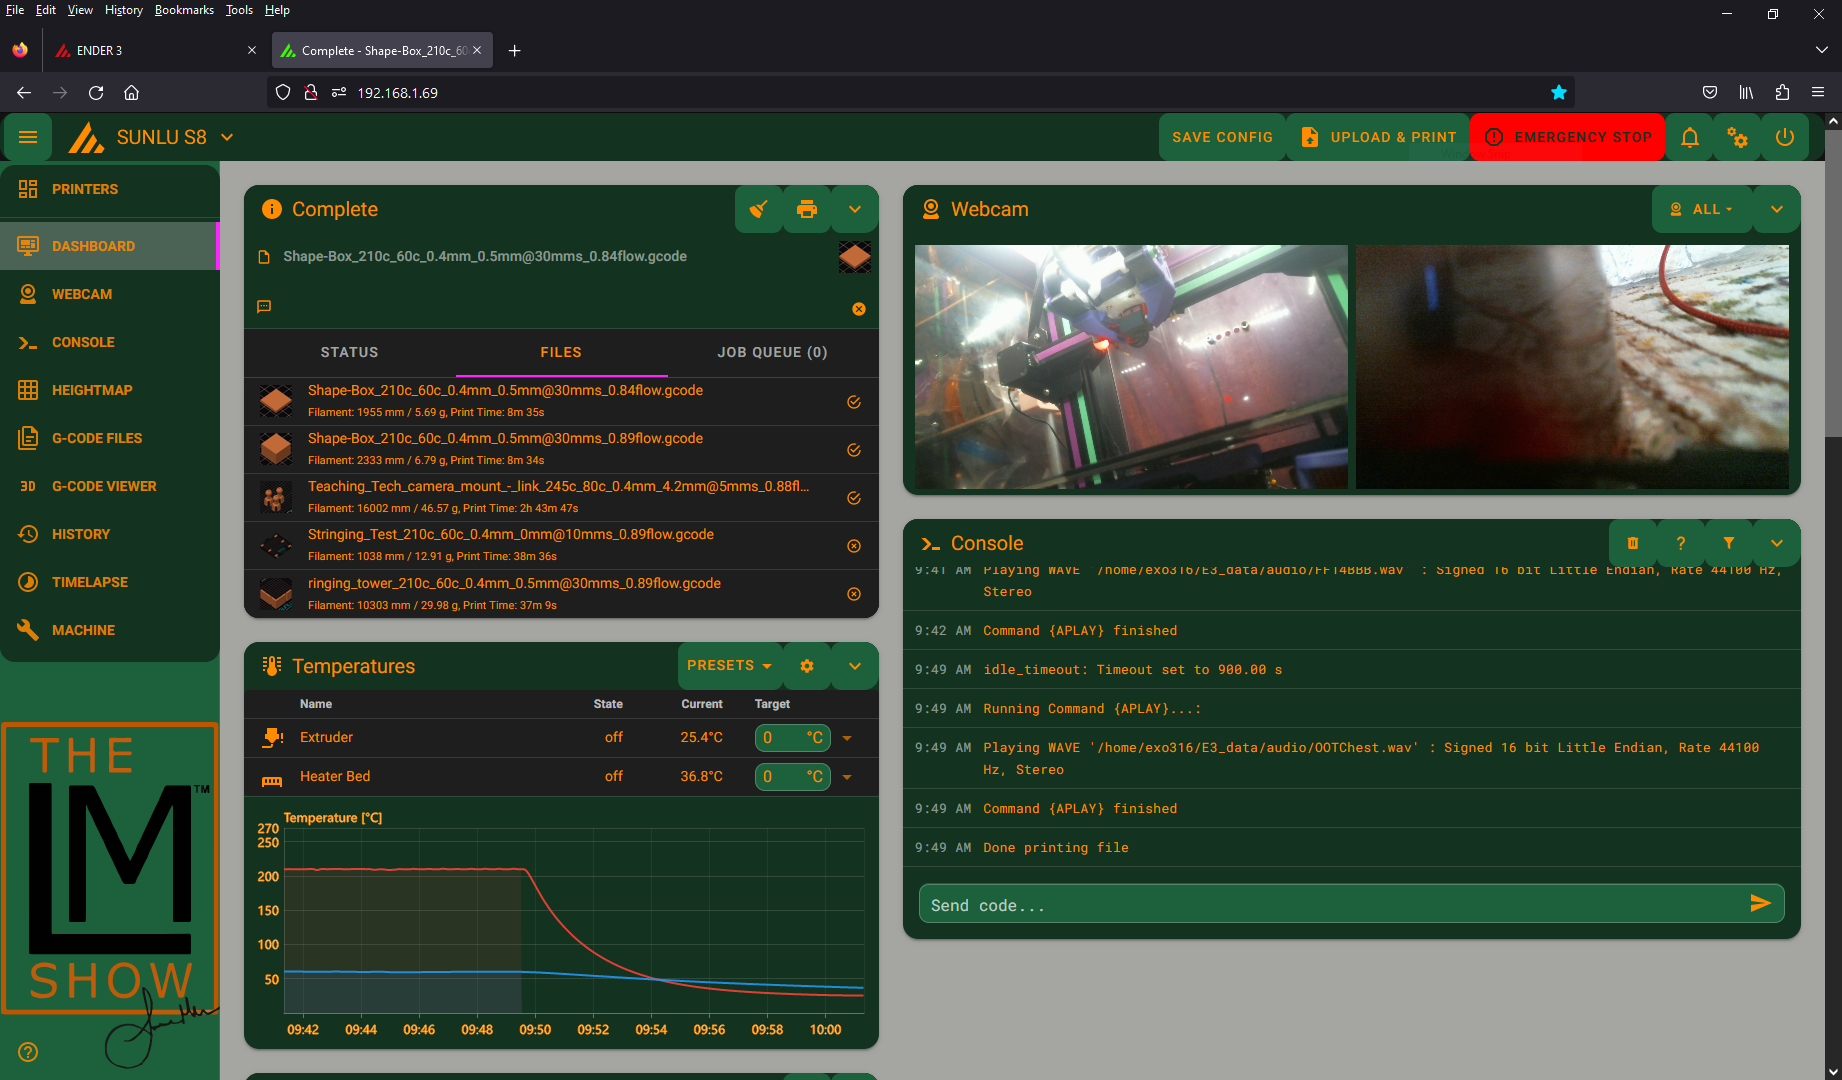 File Edit View History Bookmarks Tools Help
ENDER 3
Complete - Shape-Box_210c_60
192.168.1.69
SUNLU S8
SAVE CONFIG
UPLOAD & PRINT
EMERGENCY STOP
PRINTERS
DASHBOARD
WEBCAM
CONSOLE
HEIGHTMAP
G-CODE FILES
3D G-CODE VIEWER
HISTORY
TIMELAPSE
MACHINE
THE
LM™
SHOW
Complete
Shape-Box_210c_60c_0.4mm_0.5mm@30mms_0.84flow.gcode
STATUS FILES JOB QUEUE (0)
Shape-Box_210c_60c_0.4mm_0.5mm@30mms_0.84flow.gcode
Filament: 1955 mm / 5.69 g, Print Time: 8m 35s
Shape-Box_210c_60c_0.4mm_0.5mm@30mms_0.89flow.gcode
Filament: 2333 mm / 6.79 g, Print Time: 8m 34s
Teaching_Tech_camera_mount_-_link_245c_80c_0.4mm_4.2mm@5mms_0.88fl...
Filament: 16002 mm / 46.57 g, Print Time: 2h 43m 47s
Stringing_Test_210c_60c_0.4mm_0mm@10mms_0.89flow.gcode
Filament: 1038 mm / 12.91 g, Print Time: 38m 36s
ringing_tower_210c_60c_0.4mm_0.5mm@30mms_0.89flow.gcode
Filament: 10303 mm / 29.98 g, Print Time: 37m 9s
Temperatures
PRESETS
Name State Current Target
Extruder off 25.4°C 0 °C
Heater Bed off 36.8°C 0 °C
Temperature [°C]
270
250
200
150
100
50
09:42 09:44 09:46 09:48 09:50 09:52 09:54 09:56 09:58 10:00
Webcam
ALL
Console
?
9:41 AM Playing WAVE '/home/exo316/E3_data/audio/FF14BBB.wav' : Signed 16 bit Little Endian, Rate 44100 Hz,
Stereo
9:42 AM Command {APLAY} finished
9:49 AM idle_timeout: Timeout set to 900.00 s
9:49 AM Running Command {APLAY}...:
9:49 AM Playing WAVE '/home/exo316/E3_data/audio/OOTChest.wav' : Signed 16 bit Little Endian, Rate 44100
Hz, Stereo
9:49 AM Command {APLAY} finished
9:49 AM Done printing file
Send code...